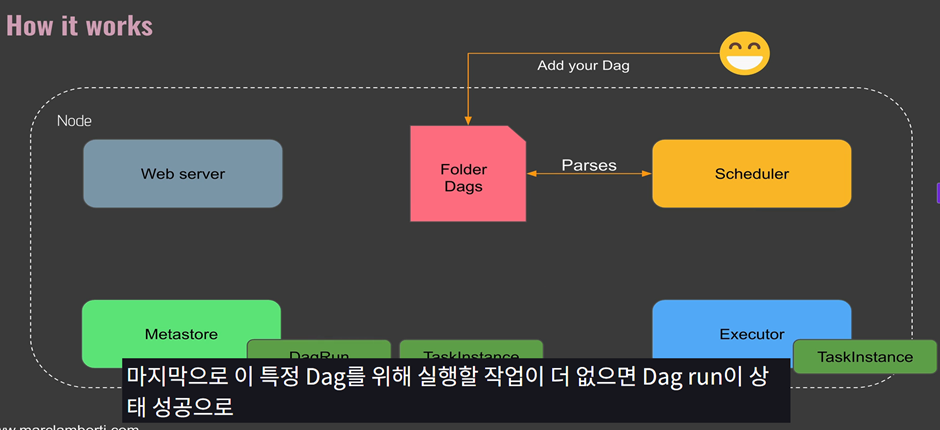 How it works
Add your Dag
Node
Web server
Folder
Dags
Parses
Scheduler
Metastore
Executor
DagRun
TaskInstance
TaskInstance
마지막으로 이 특정 Dag를 위해 실행할 작업이 더 없으면 Dag run이 상
태 성공으로
www.marclamberti.com